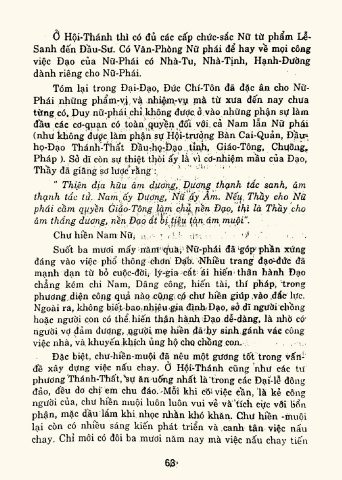 Ở Hội-Thánh thì có đủ các cấp chức-sắc Nữ từ phẩm Lễ-
Sanh đến Đầu-Sư. Có Văn-Phòng Nữ phái để hay về mọi công
việc Đạo của Nữ-Phái có Nhà-Tu, Nhà-Tịnh, Hạnh-Đường
dành riêng cho Nữ-Phái.
Tóm lại trong Đại-Đạo, Đức Chí-Tôn đã đặc ân cho Nữ-
Phái những phẩm-vị và nhiệm-vụ mà từ xưa đến nay chưa
từng có, Duy nữ-phái chỉ không được ở vào những phận sự làm
đầu các cơ-quan có toàn quyền đối với cả Nam lẫn Nữ phái
(như không được làm phận sự Hội-trưởng Bàn Cai-Quản, Đầu-
họ-Đạo Thánh-Thất Đầu-họ-Đạo tỉnh, Giáo-Tông, Chưởng,
Pháp ). Sở dĩ còn sự thiệt thòi ấy là vì cơ-nhiệm mầu của Đạo,
Thầy đã giảng sơ lược rằng :
" Thiện địa hữu âm dương, Dương thạnh tắc sanh, âm
thạnh tắc tử. Nam ấy Dương, Nữ ấy Âm. Nếu Thầy cho Nữ
phái cầm quyền Giáo-Tông làm chủ nền Đạo, thì là Thầy cho
âm thắng dương, nền Đạo ắt bị tiêu tàn ám muội".
Chư hiền Nam Nữ,
Suốt ba mươi mấy năm qua, Nữ-phái đã góp phần xứng
đáng vào việc phổ thông chơn Đạo. Nhiều trang đạo-đức đã
mạnh dạn từ bỏ cuộc-đời, lý-gia cắt ái hiến thân hành Đạo
chẳng kém chi Nam, Dâng công, hiến tài, thí pháp, trong
phương diện công quả nào cũng có chư hiền giúp vào đắc lực.
Ngoài ra, không biết bao nhiêu gia đình Đạo, sở dĩ người chồng
hoặc người con có thể hiến thân hành Đạo dễ-dàng, là nhờ có
người vợ đảm đương, người mẹ hiền đã hy sinh gánh vác công
việc nhà, và khuyến khích ủng hộ cho chồng con.
Đặc biệt, chư-hiền-muội đã nêu một gương tốt trong vấn-
đề xây dựng việc nấu chay. Ở Hội-Thánh cũng như các tư
phương Thánh-Thất, sự ăn uống nhất là trong các Đại-lễ đông
đảo, đều do chị em chu đáo. Mỗi khi có việc cần, là kẻ công
người của, chư hiền muội luôn luôn vui vẻ và tích cực với bổn
phận, mặc dầu lắm khi nhọc nhằn khó khăn. Chư hiền muội
lại còn có nhiều sáng kiến phát triển và canh tân việc nấu
chay. Chỉ mới có đôi ba mươi năm nay mà việc nấu chay tiến
63